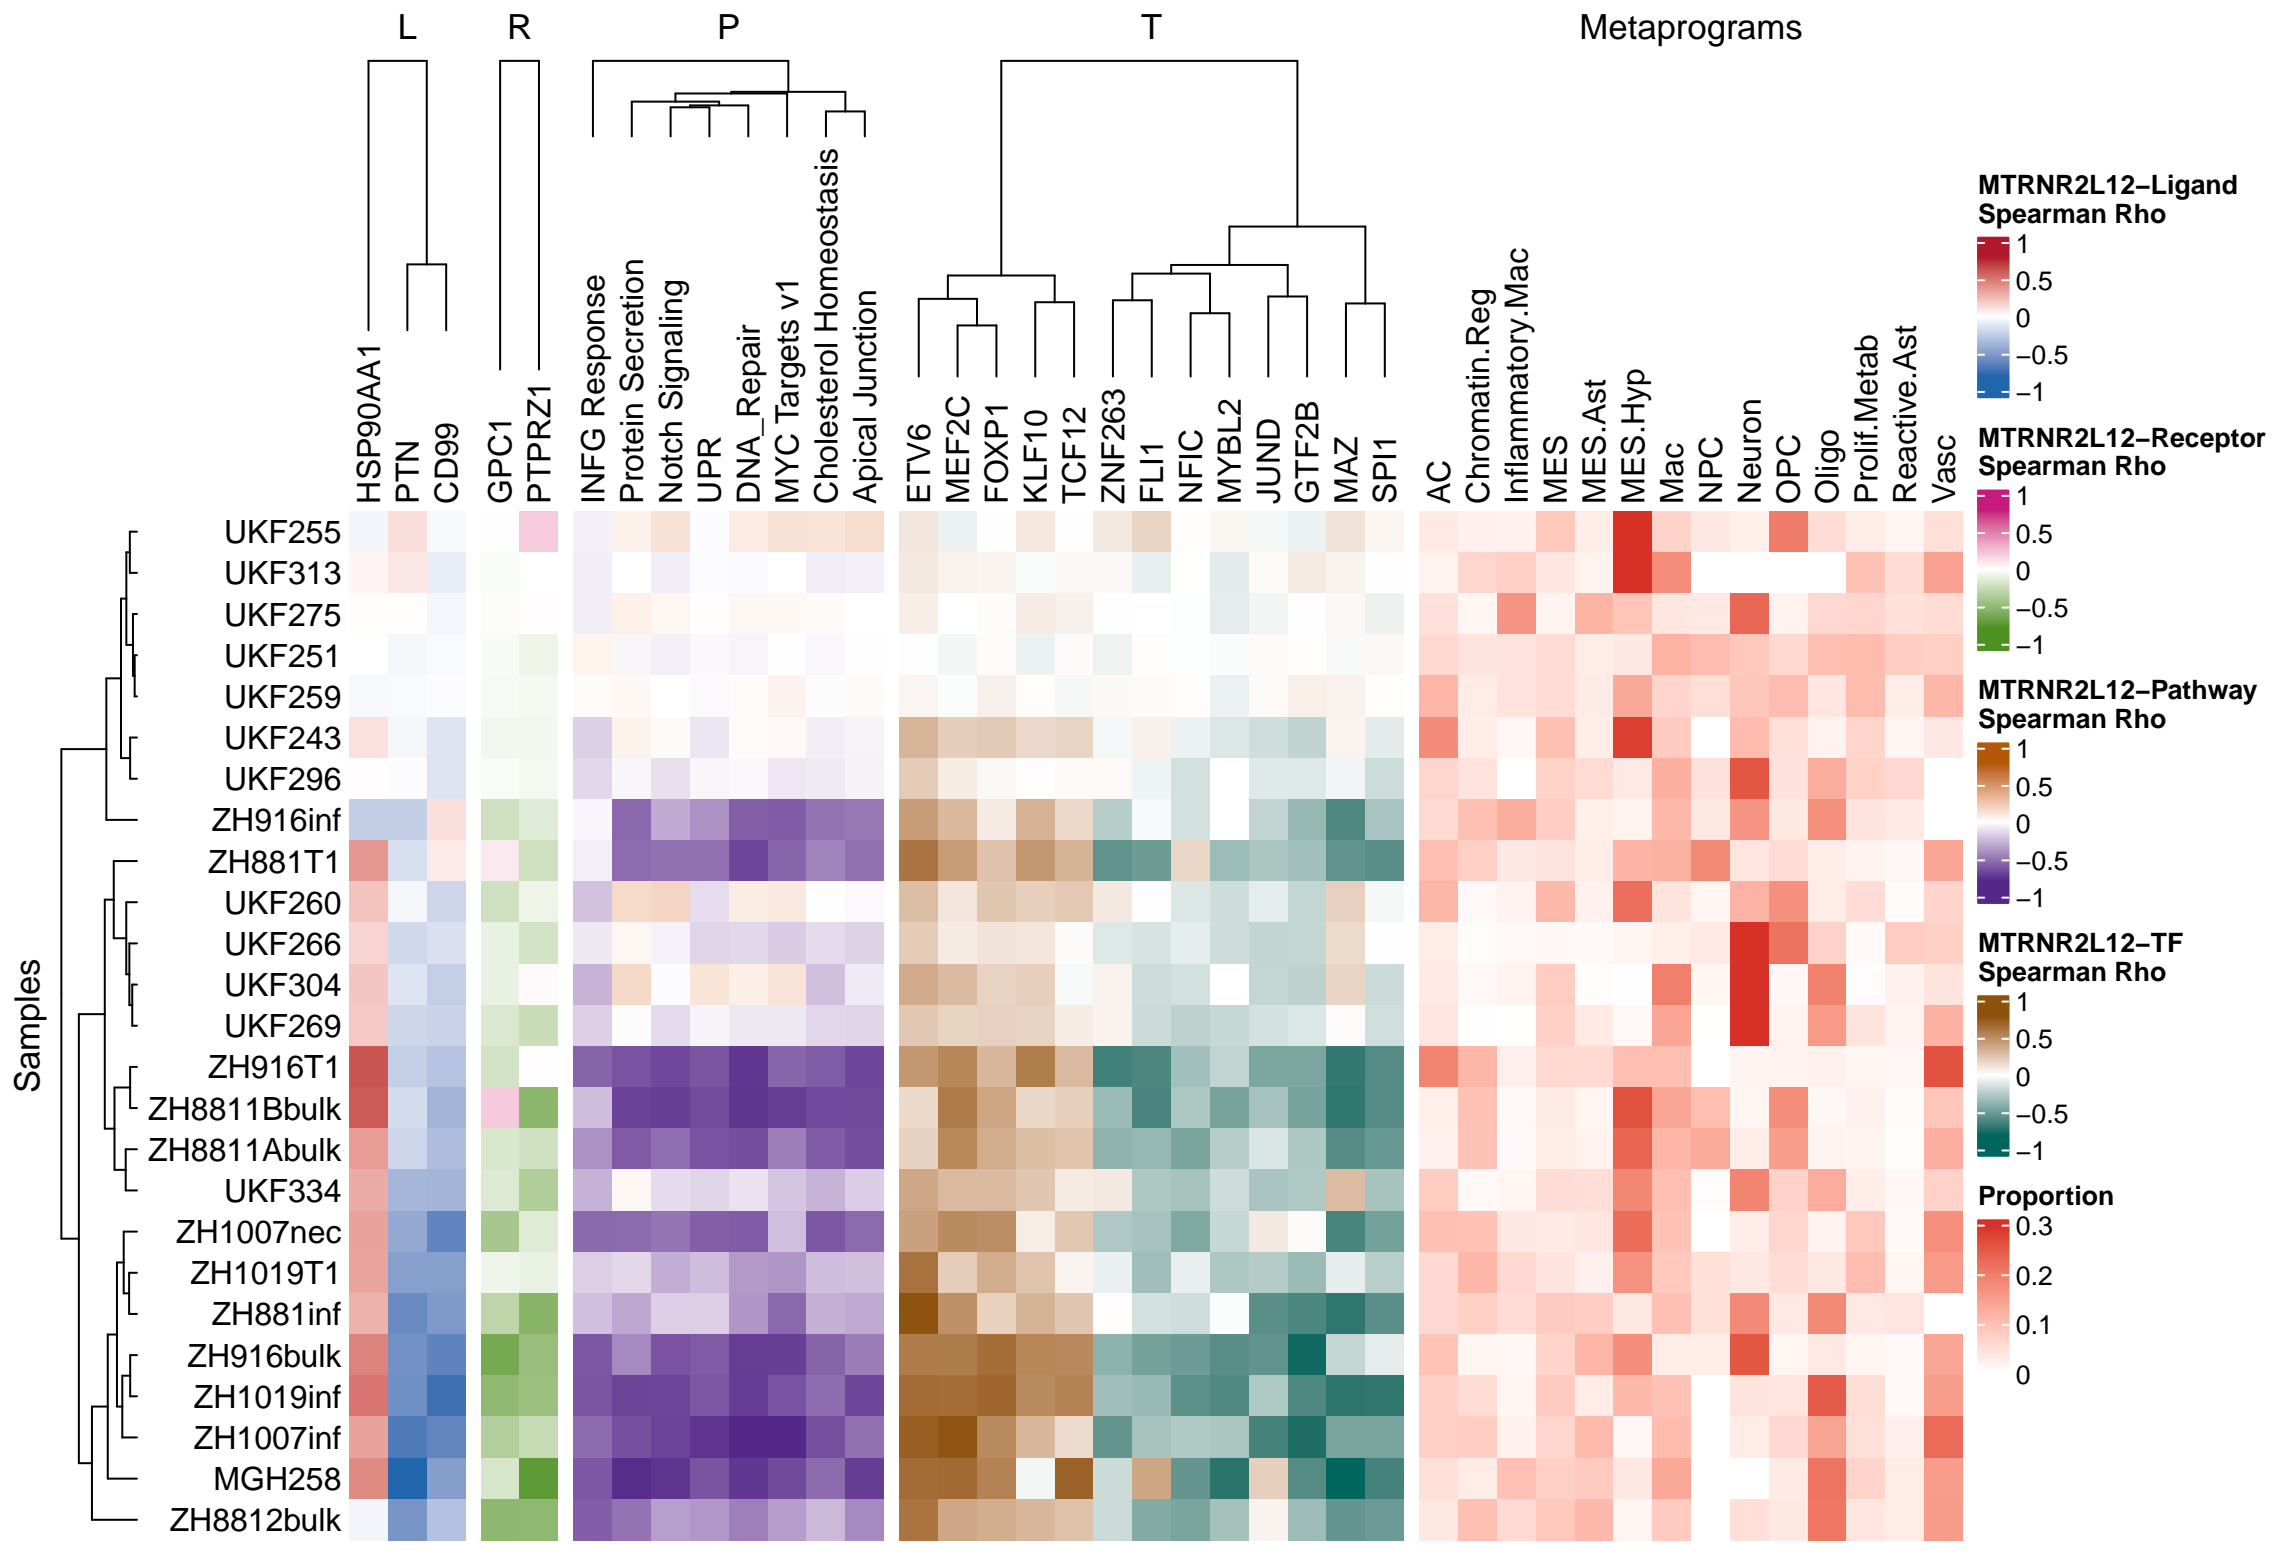 L
R
P
T
Metaprograms
HSP90AA1
PTN
CD99
GPC1
PTPRZ1
INFG Response
Protein Secretion
Notch Signaling
UPR
DNA_Repair
MYC Targets v1
Cholesterol Homeostasis
Apical Junction
ETV6
MEF2C
FOXP1
KLF10
TCF12
ZNF263
FLI1
NFIC
MYBL2
JUND
GTF2B
MAZ
SPI1
AC
Chromatin.Reg
Inflammatory.Mac
MES
MES.Ast
MES.Hyp
Mac
NPC
Neuron
OPC
Oligo
Prolif.Metab
Reactive.Ast
Vasc
Samples
UKF255
UKF313
UKF275
UKF251
UKF259
UKF243
UKF296
ZH916inf
ZH881T1
UKF260
UKF266
UKF304
UKF269
ZH916T1
ZH8811Bbulk
ZH8811Abulk
UKF334
ZH1007nec
ZH1019T1
ZH881inf
ZH916bulk
ZH1019inf
ZH1007inf
MGH258
ZH8812bulk
MTRNR2L12−Ligand
Spearman Rho
1
0.5
0
−0.5
−1
MTRNR2L12−Receptor
Spearman Rho
1
0.5
0
−0.5
−1
MTRNR2L12−Pathway
Spearman Rho
1
0.5
0
−0.5
−1
MTRNR2L12−TF
Spearman Rho
1
0.5
0
−0.5
−1
Proportion
0.3
0.2
0.1
0